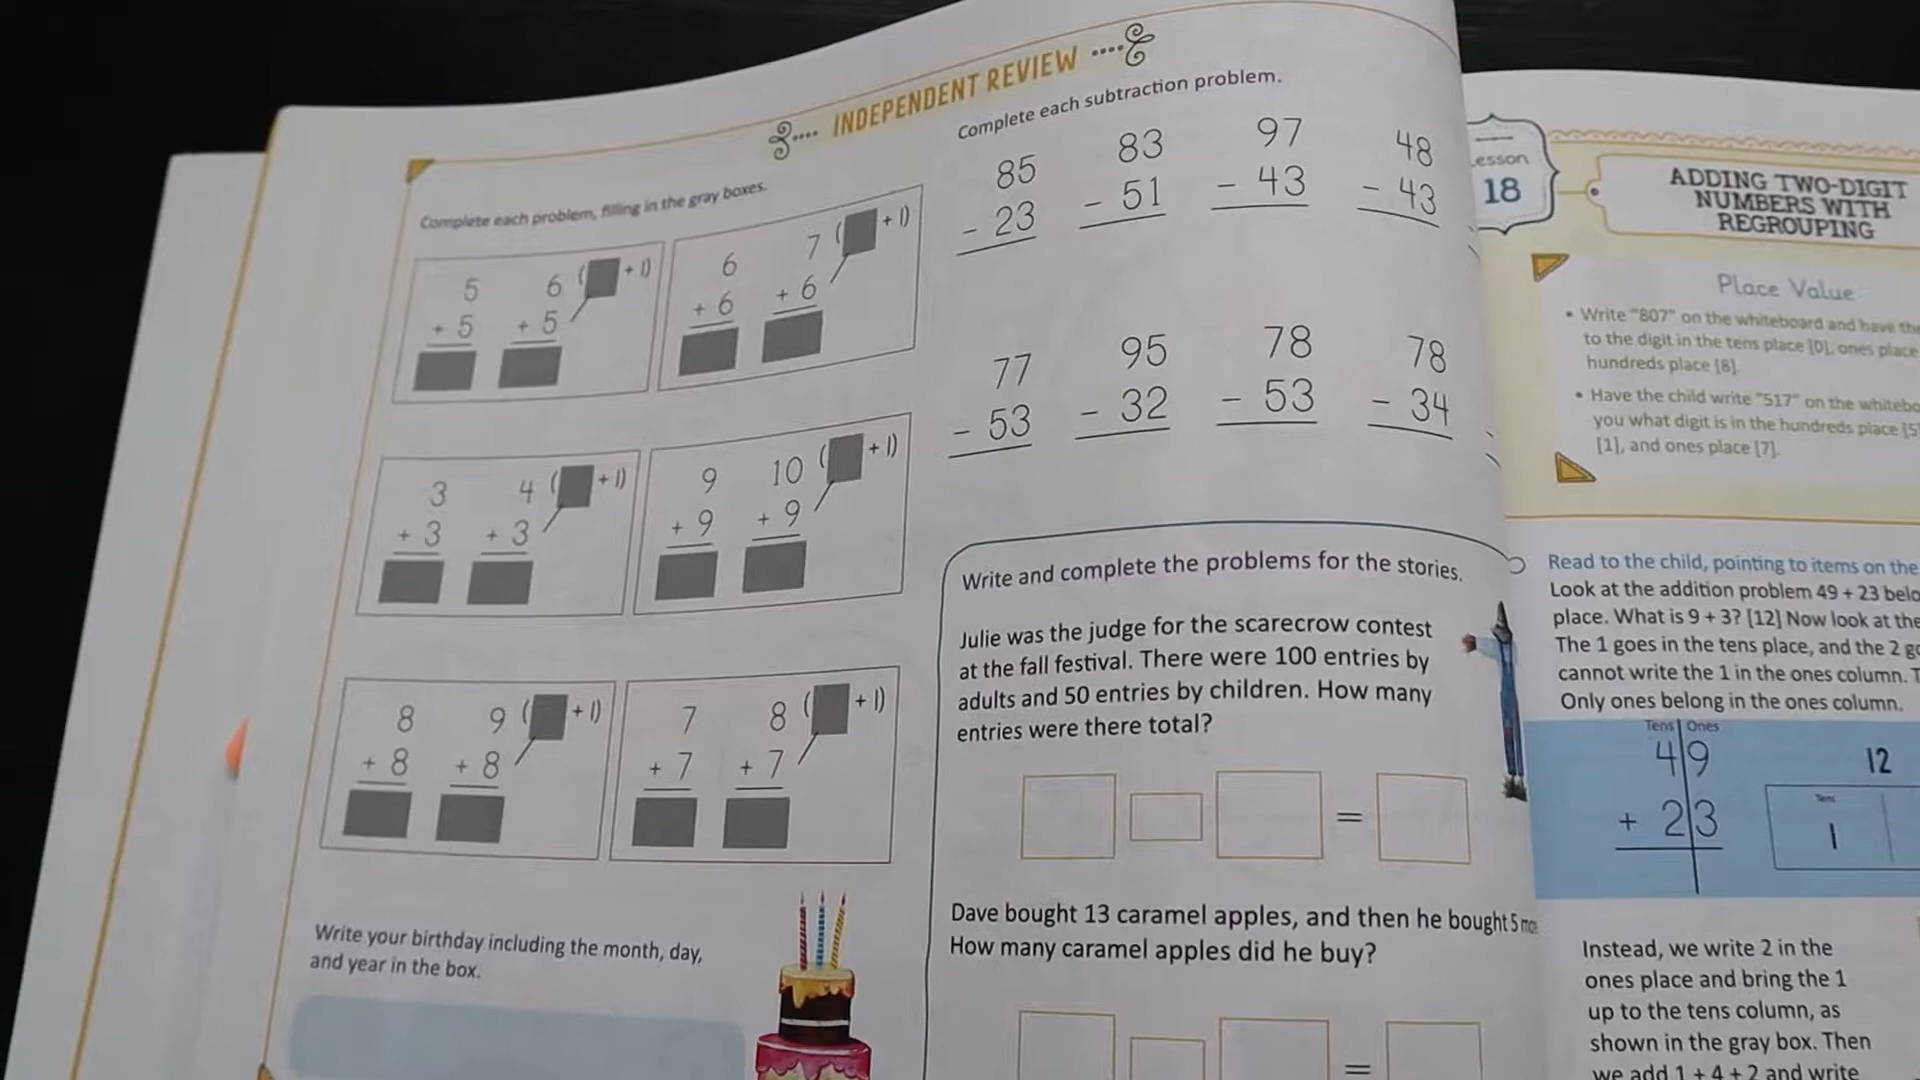 INDEPENDENT REVIEW
Complete each problem, filling in the gray boxes.
5 6 ( + 1)
+ 5 + 5
6 7 ( + 1)
+ 6 + 6
3 4 ( + 1)
+ 3 + 3
9 10 ( + 1)
+ 9 + 9
8 9 ( + 1)
+ 8 + 8
7 8 ( + 1)
+ 7 + 7
Write your birthday including the month, day,
and year in the box.
Complete each subtraction problem.
85 83 97 48
- 23 - 51 - 43 - 43
77 95 78 78
- 53 - 32 - 53 - 34
Write and complete the problems for the stories.
Julie was the judge for the scarecrow contest
at the fall festival. There were 100 entries by
adults and 50 entries by children. How many
entries were there total?
=
Dave bought 13 caramel apples, and then he bought 5
How many caramel apples did he buy?
=
18
ADDING TWO-DIGIT
NUMBERS WITH
REGROUPING
Place Value
• Write "807" on the whiteboard and have
to the digit in the tens place [0], ones place
hundreds place [8].
• Have the child write "517" on the
you what digit is in the hundreds place [5
[1], and ones place [7].
Read to the child, pointing to items on the
Look at the addition problem 49 + 23
place. What is 9 + 3? [12] Now look at the
The 1 goes in the tens place, and the 2
cannot write the 1 in the ones column.
Only ones belong in the ones column.
Tens Ones
49
+ 23
12
Tens
1
Instead, we write 2 in the
ones place and bring the 1
up to the tens column, as
shown in the gray box. Then
we add 1 + 4 + 2 and write